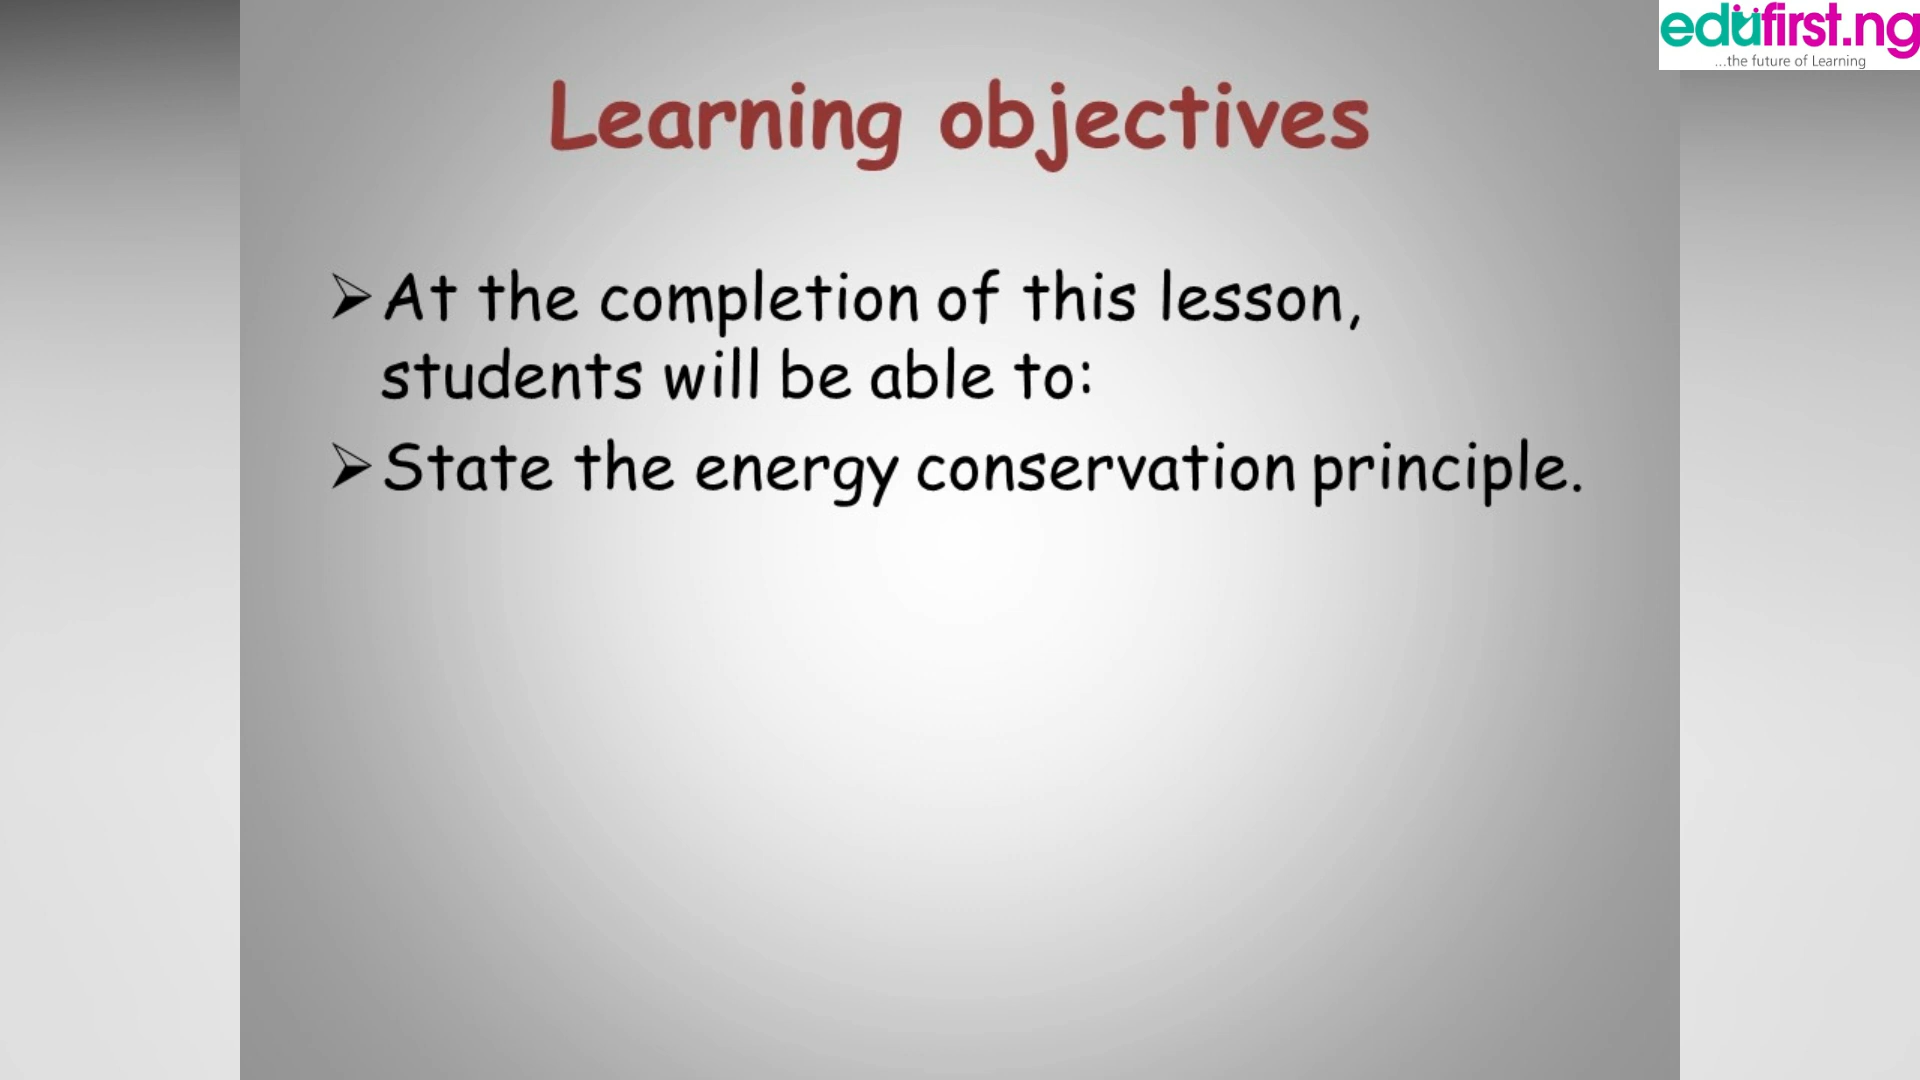 edufirst.ng
...the future of Learning
Learning objectives
➢At the completion of this lesson,
students will be able to:
➢State the energy conservation principle.